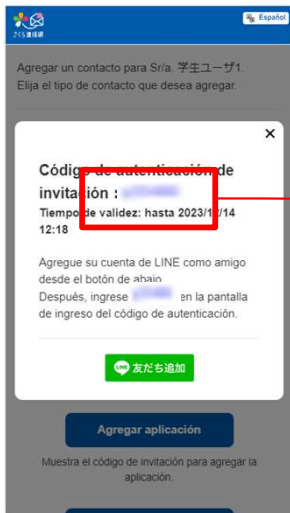 さくら連絡網
Español
Agregar un contacto para Sr/a. 学生ユーザ1.
Elija el tipo de contacto que desea agregar.
×
Código de autenticación de
invitación :
Tiempo de validez: hasta 2023/12/14
12:18
Agregue su cuenta de LINE como amigo
desde el botón de abajo
Después, ingrese en la pantalla
de ingreso del código de autenticación.
LINE 友だち追加
Agregar aplicación
Muestra el código de invitación para agregar la
aplicación.